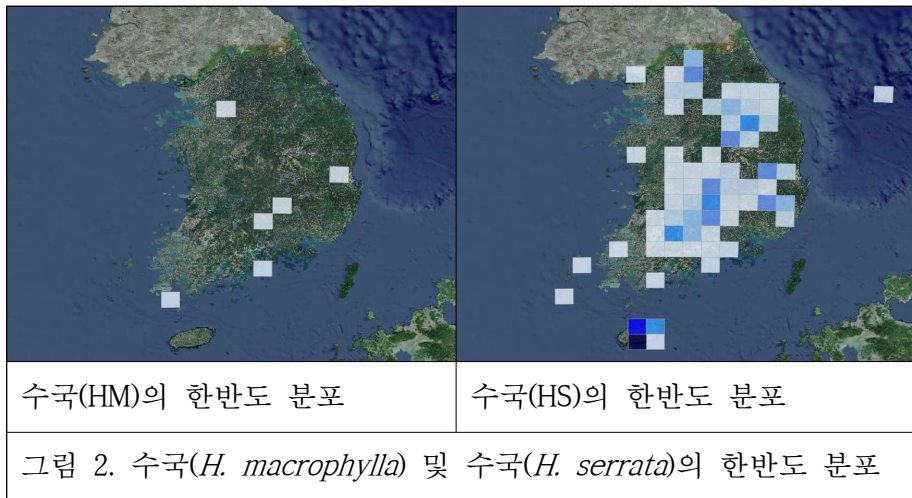 수국(HM)의 한반도 분포
수국(HS)의 한반도 분포
그림 2. 수국(H. macrophylla) 및 수국(H. serrata)의 한반도 분포